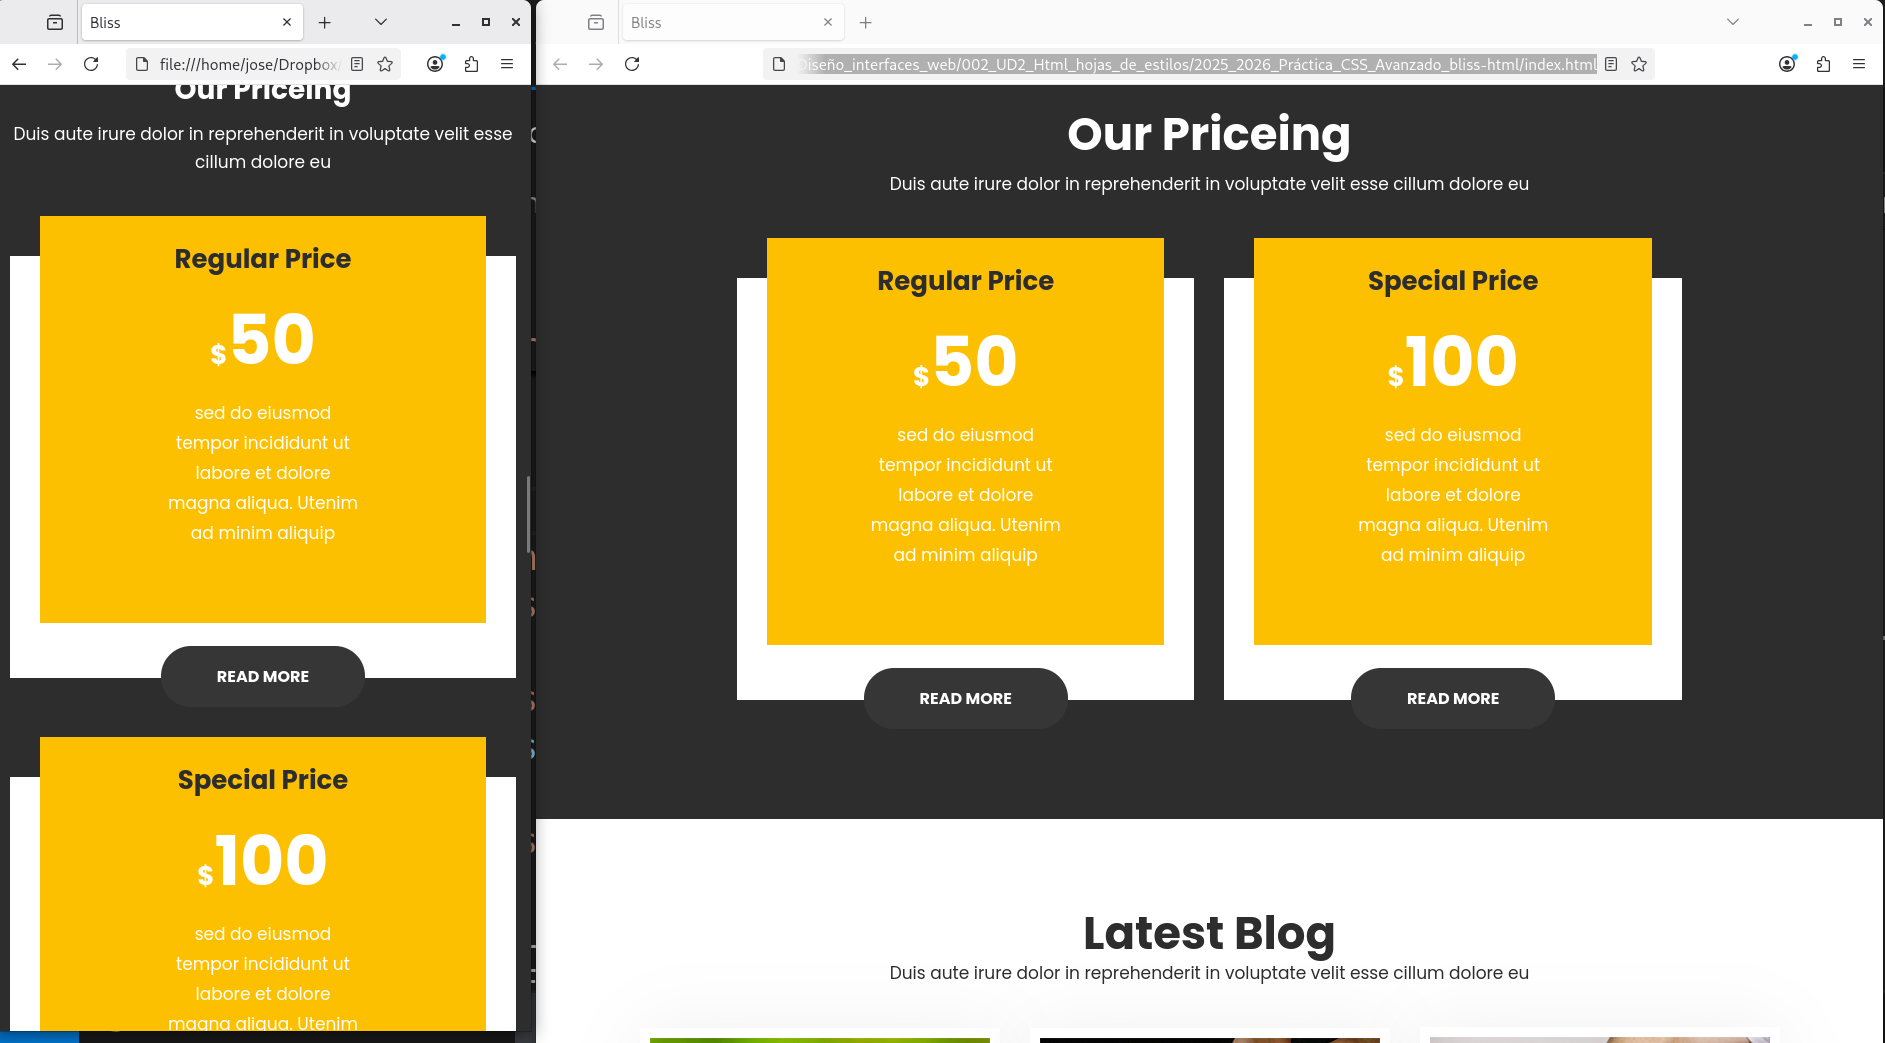 Bliss
file:///home/jose/Dropbox/
Our Priceing
Duis aute irure dolor in reprehenderit in voluptate velit esse
cillum dolore eu
Regular Price
$50
sed do eiusmod
tempor incididunt ut
labore et dolore
magna aliqua. Utenim
ad minim aliquip
READ MORE
Special Price
$100
sed do eiusmod
tempor incididunt ut
labore et dolore
magna aliqua. Utenim
Bliss
Diseño_interfaces_web/002_UD2_Html_hojas_de_estilos/2025_2026_Práctica_CSS_Avanzado_bliss-html/index.html
Our Priceing
Duis aute irure dolor in reprehenderit in voluptate velit esse cillum dolore eu
Regular Price
$50
sed do eiusmod
tempor incididunt ut
labore et dolore
magna aliqua. Utenim
ad minim aliquip
READ MORE
Special Price
$100
sed do eiusmod
tempor incididunt ut
labore et dolore
magna aliqua. Utenim
ad minim aliquip
READ MORE
Latest Blog
Duis aute irure dolor in reprehenderit in voluptate velit esse cillum dolore eu